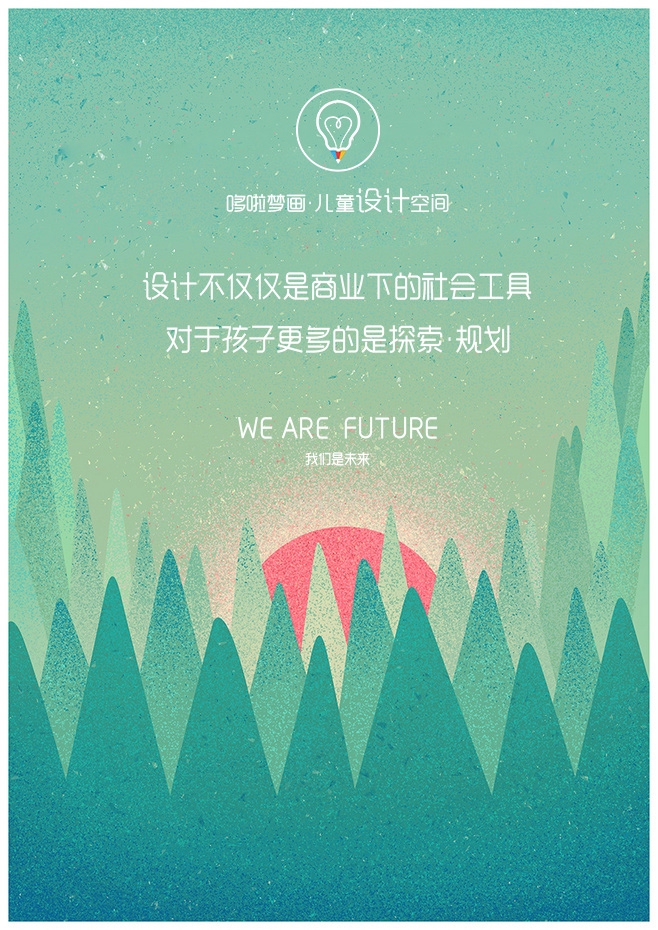 哆啦梦画·儿童设计空间
设计不仅仅是商业下的社会工具
对于孩子更多的是探索·规划
WE ARE FUTURE
我们是未来